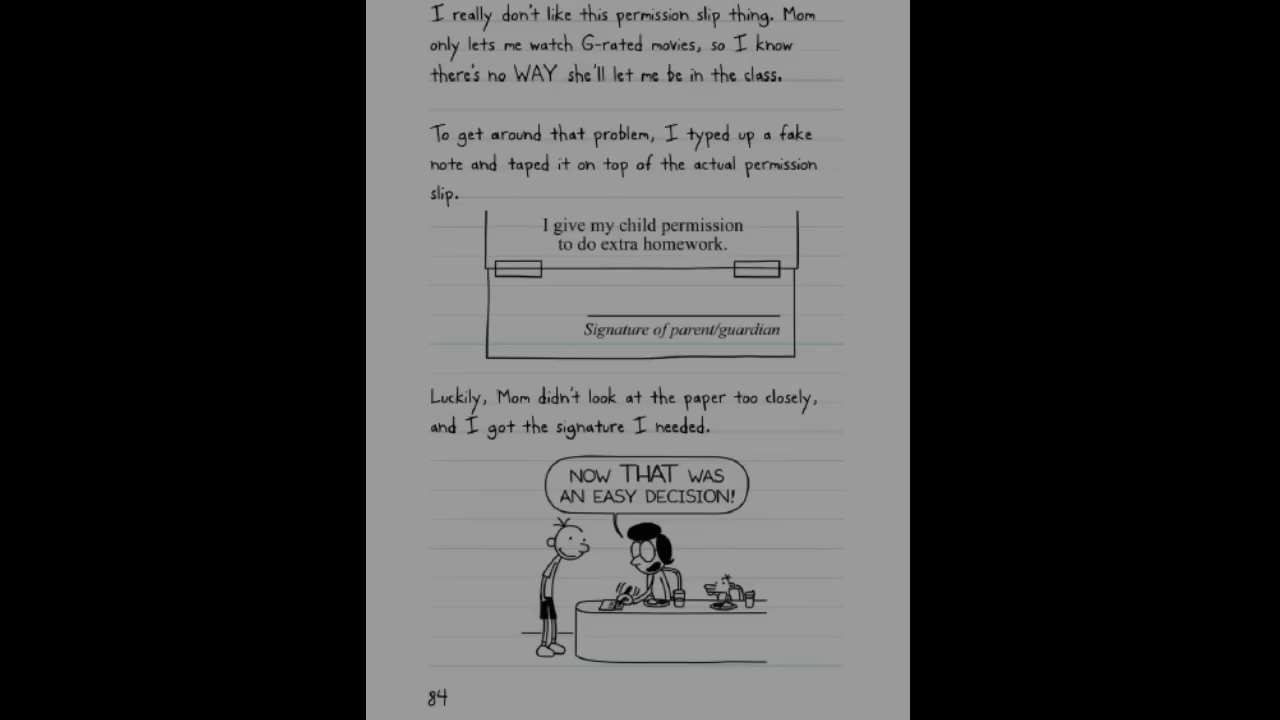 I really don't like this permission slip thing. Mom
only lets me watch G-rated movies, so I know
there's no WAY she'll let me be in the class.
To get around that problem, I typed up a fake
note and taped it on top of the actual permission
slip.
I give my child permission
to do extra homework.
Signature of parent/guardian
Luckily, Mom didn't look at the paper too closely,
and I got the signature I needed.
NOW THAT WAS
AN EASY DECISION!
84